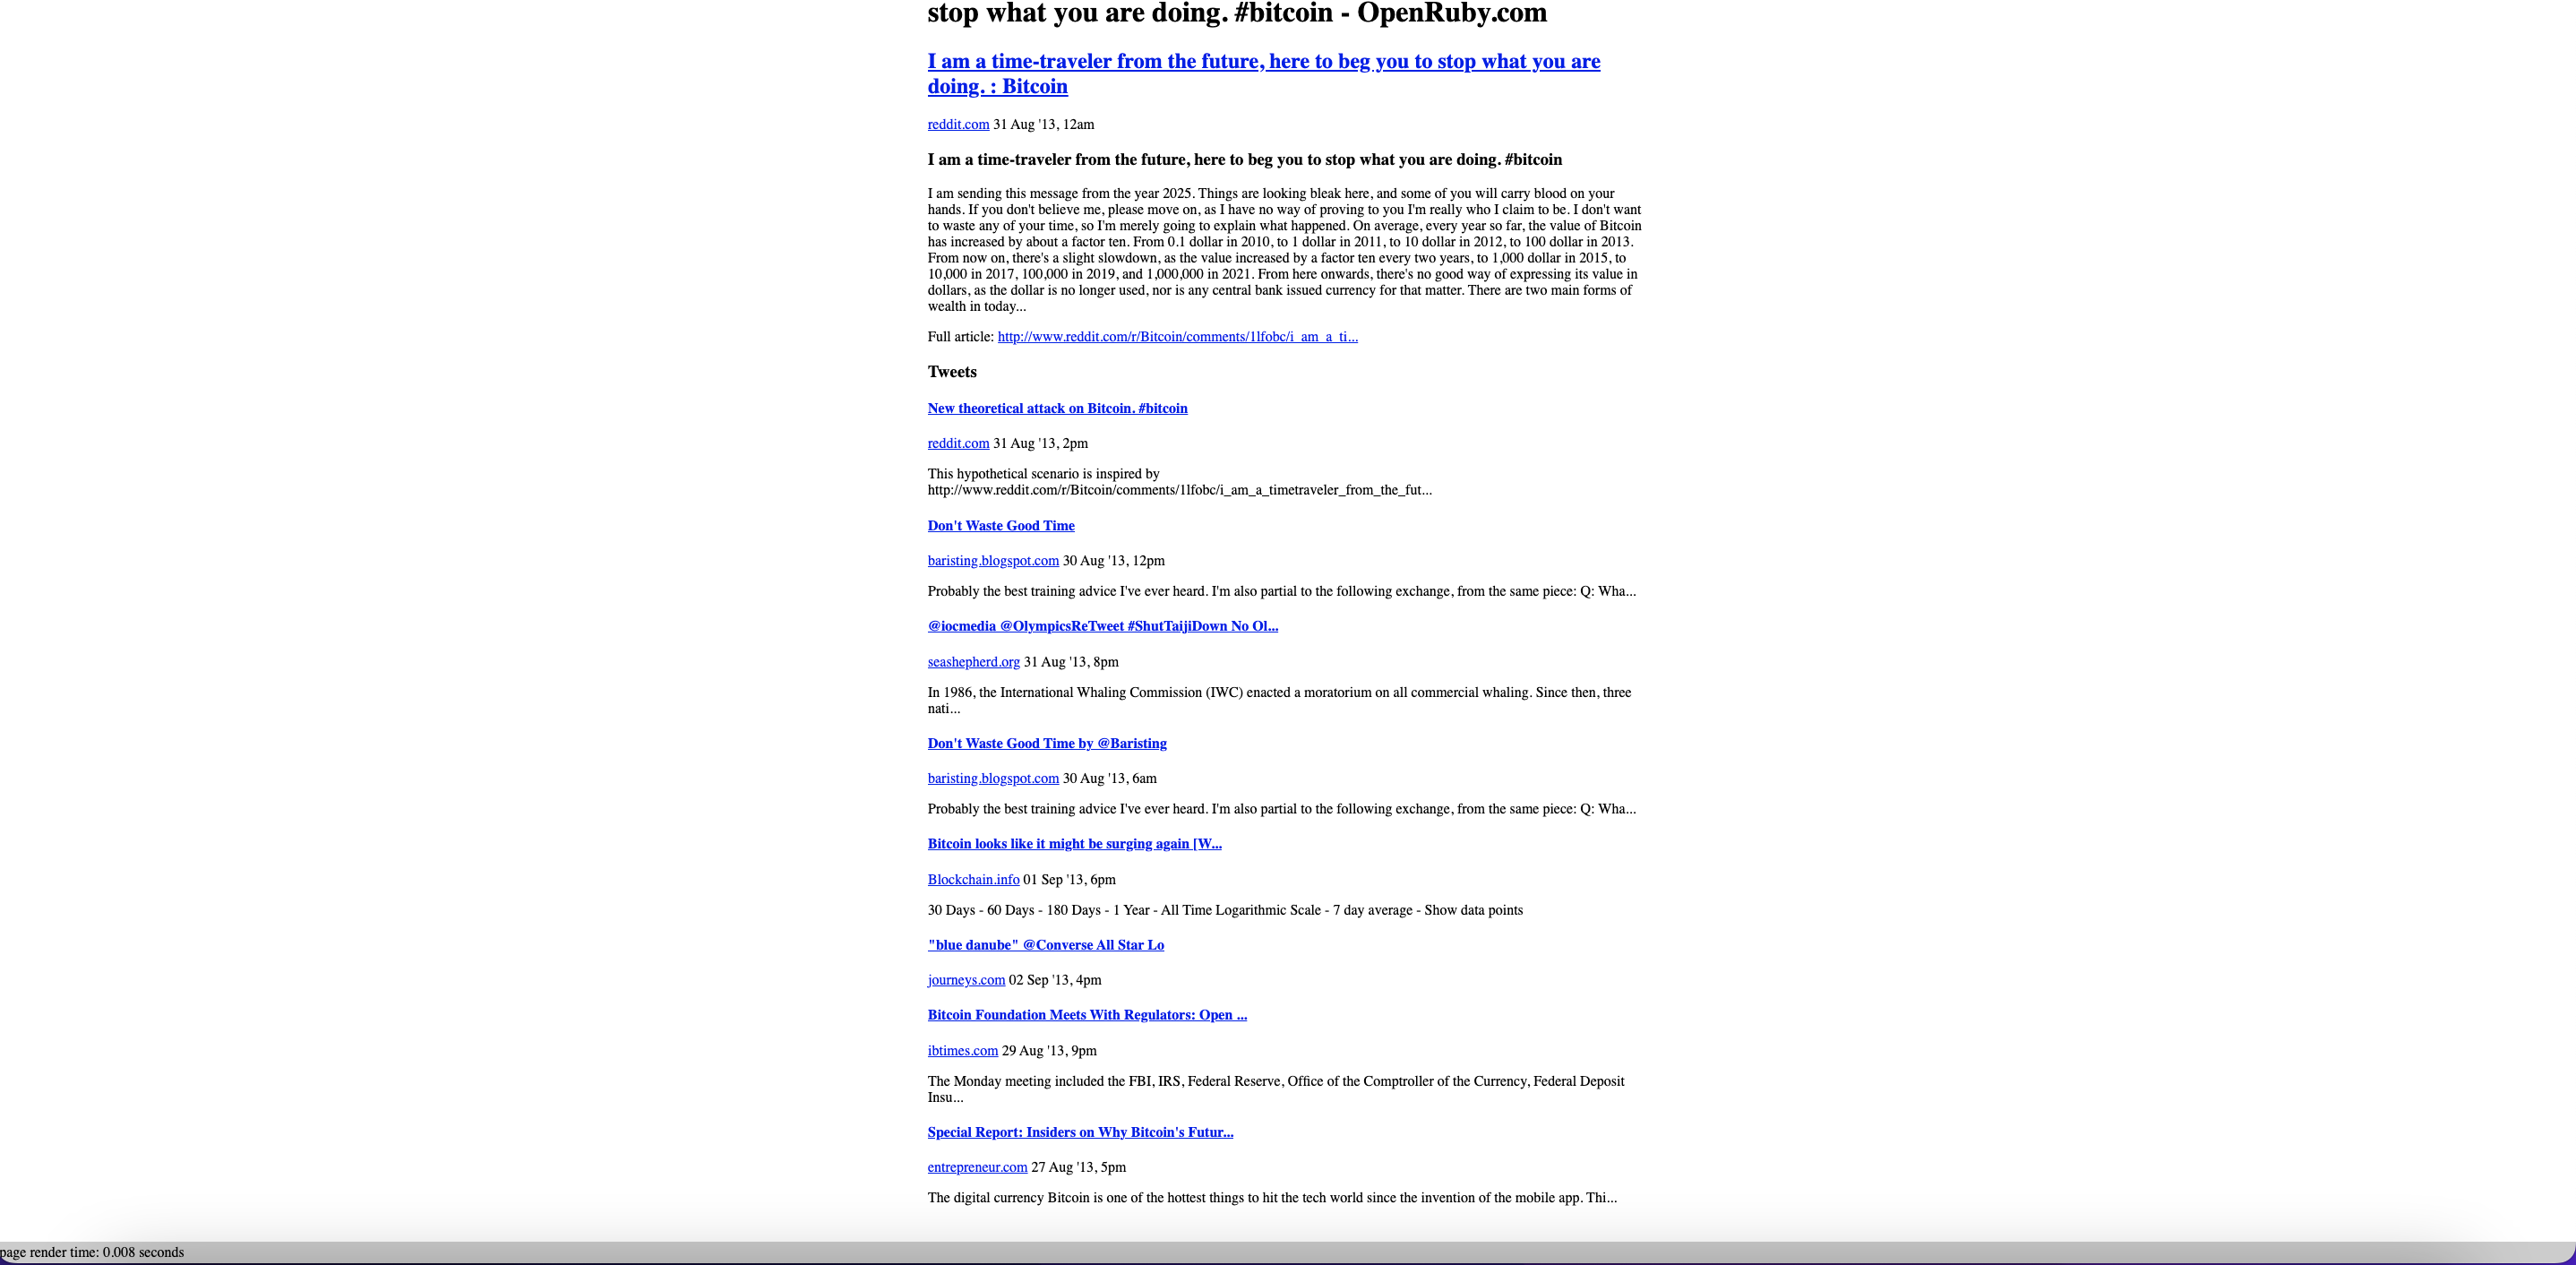 stop what you are doing. #bitcoin - OpenRuby.com
I am a time-traveler from the future, here to beg you to stop what you are
doing. : Bitcoin
reddit.com 31 Aug '13, 12am
I am a time-traveler from the future, here to beg you to stop what you are doing. #bitcoin
I am sending this message from the year 2025. Things are looking bleak here, and some of you will carry blood on your
hands. If you don't believe me, please move on, as I have no way of proving to you I'm really who I claim to be. I don't want
to waste any of your time, so I'm merely going to explain what happened. On average, every year so far, the value of Bitcoin
has increased by about a factor ten. From 0.1 dollar in 2010, to 1 dollar in 2011, to 10 dollar in 2012, to 100 dollar in 2013.
From now on, there's a slight slowdown, as the value increased by a factor ten every two years, to 1,000 dollar in 2015, to
10,000 in 2017, 100,000 in 2019, and 1,000,000 in 2021. From here onwards, there's no good way of expressing its value in
dollars, as the dollar is no longer used, nor is any central bank issued currency for that matter. There are two main forms of
wealth in today...
Full article: http://www.reddit.com/r/Bitcoin/comments/1lfobc/i_am_a_ti...
Tweets
New theoretical attack on Bitcoin. #bitcoin
reddit.com 31 Aug '13, 2pm
This hypothetical scenario is inspired by
http://www.reddit.com/r/Bitcoin/comments/1lfobc/i_am_a_timetraveler_from_the_fut...
Don't Waste Good Time
baristing.blogspot.com 30 Aug '13, 12pm
Probably the best training advice I've ever heard. I'm also partial to the following exchange, from the same piece: Q: Wha...
@iocmedia @OlympicsReTweet #ShutTaijiDown No Ol...
seashepherd.org 31 Aug '13, 8pm
In 1986, the International Whaling Commission (IWC) enacted a moratorium on all commercial whaling. Since then, three
nati...
Don't Waste Good Time by @Baristing
baristing.blogspot.com 30 Aug '13, 6am
Probably the best training advice I've ever heard. I'm also partial to the following exchange, from the same piece: Q: Wha...
Bitcoin looks like it might be surging again [W...
Blockchain.info 01 Sep '13, 6pm
30 Days - 60 Days - 180 Days - 1 Year - All Time Logarithmic Scale - 7 day average - Show data points
"blue danube" @Converse All Star Lo
journeys.com 02 Sep '13, 4pm
Bitcoin Foundation Meets With Regulators: Open ...
ibtimes.com 29 Aug '13, 9pm
The Monday meeting included the FBI, IRS, Federal Reserve, Office of the Comptroller of the Currency, Federal Deposit
Insu...
Special Report: Insiders on Why Bitcoin's Futur...
entrepreneur.com 27 Aug '13, 5pm
The digital currency Bitcoin is one of the hottest things to hit the tech world since the invention of the mobile app. Thi...
page render time: 0.008 seconds